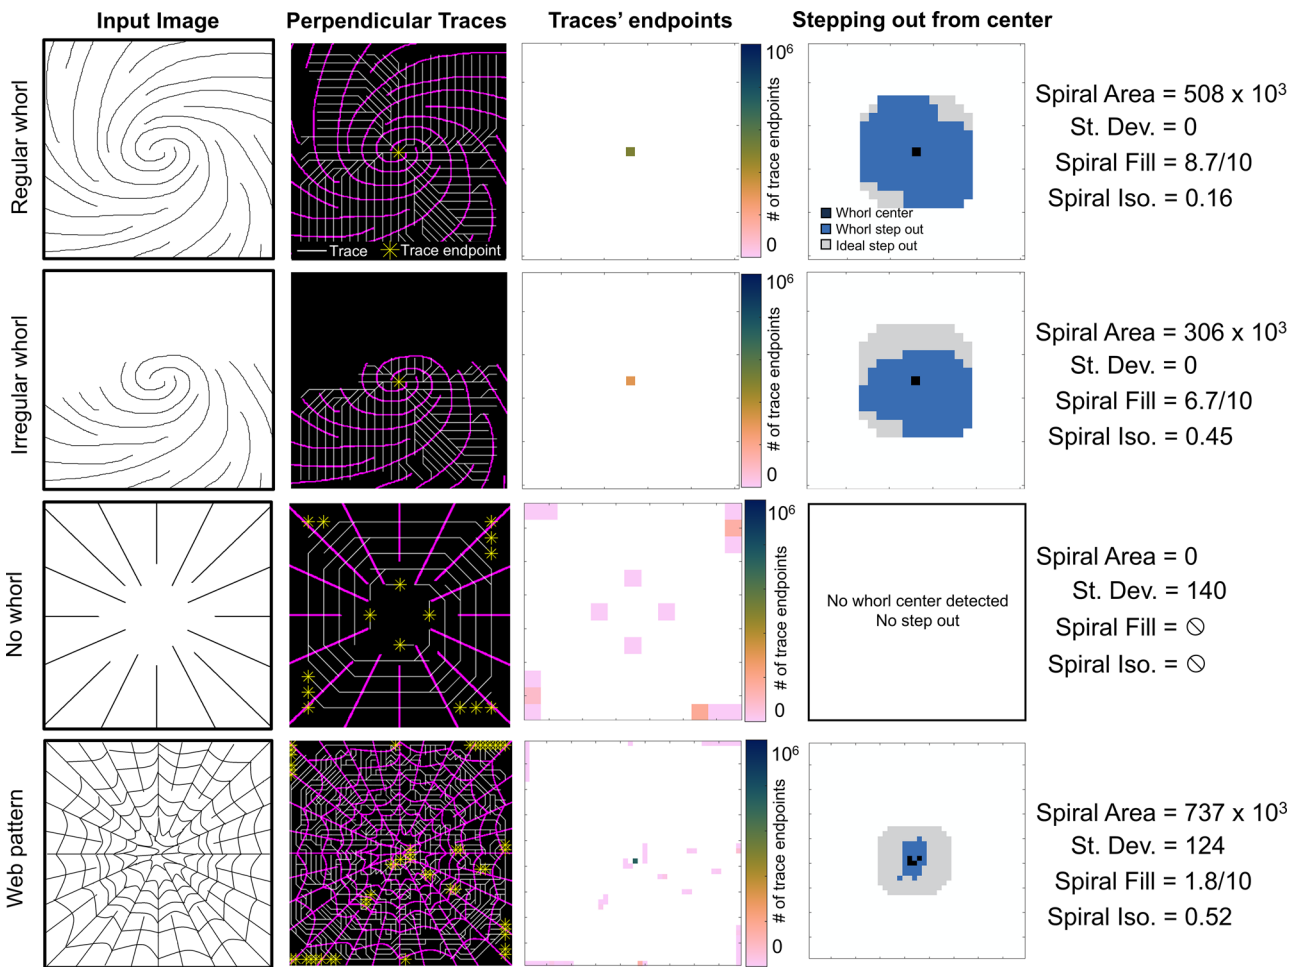 Input Image
Perpendicular Traces
Traces' endpoints
Stepping out from center
Regular whorl
Trace
Trace endpoint
10⁶
# of trace endpoints
0
Whorl center
Whorl step out
Ideal step out
Spiral Area = 508 x 10³
St. Dev. = 0
Spiral Fill = 8.7/10
Spiral Iso. = 0.16
Irregular whorl
10⁶
# of trace endpoints
0
Spiral Area = 306 x 10³
St. Dev. = 0
Spiral Fill = 6.7/10
Spiral Iso. = 0.45
No whorl
10⁶
# of trace endpoints
0
No whorl center detected
No step out
Spiral Area = 0
St. Dev. = 140
Spiral Fill = ⃠
Spiral Iso. = ⃠
Web pattern
10⁶
# of trace endpoints
0
Spiral Area = 737 x 10³
St. Dev. = 124
Spiral Fill = 1.8/10
Spiral Iso. = 0.52